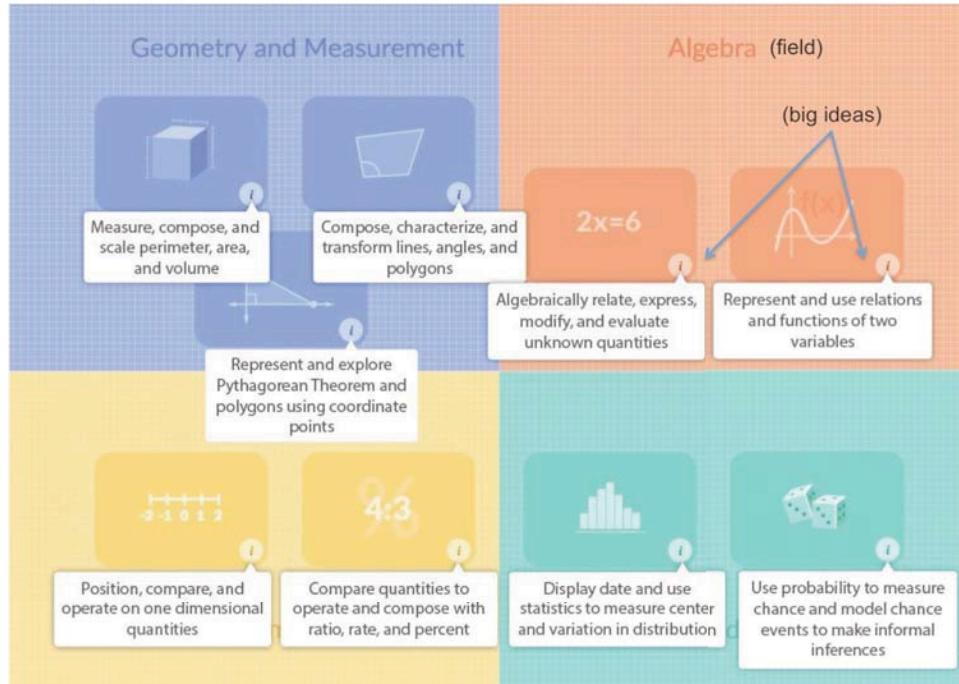 Geometry and Measurement
Algebra (field)
(big ideas)
2x=6
f(x)
Measure, compose, and
scale perimeter, area,
and volume
Compose, characterize, and
transform lines, angles, and
polygons
Algebraically relate, express,
modify, and evaluate
unknown quantities
Represent and use relations
and functions of two
variables
Represent and explore
Pythagorean Theorem and
polygons using coordinate
points
-2 -1 0 1 2
%
4:3
Position, compare, and
operate on one dimensional
quantities
Compare quantities to
operate and compose with
ratio, rate, and percent
Display date and use
statistics to measure center
and variation in distribution
Use probability to measure
chance and model chance
events to make informal
inferences